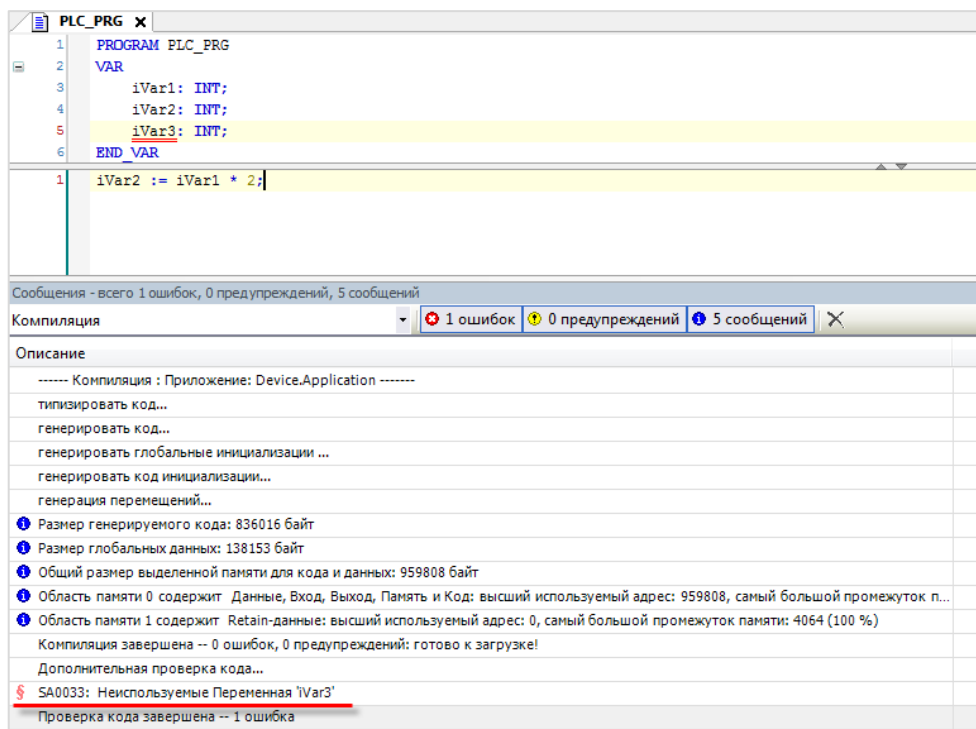 PLC_PRG
1 PROGRAM PLC_PRG
2 VAR
3 iVar1: INT;
4 iVar2: INT;
5 iVar3: INT;
6 END_VAR
1 iVar2 := iVar1 * 2;
Сообщения - всего 1 ошибок, 0 предупреждений, 5 сообщений
Компиляция 1 ошибок 0 предупреждений 5 сообщений
Описание
------ Компиляция : Приложение: Device.Application -------
типизировать код...
генерировать код...
генерировать глобальные инициализации ...
генерировать код инициализации...
генерация перемещений...
Размер генерируемого кода: 836016 байт
Размер глобальных данных: 138153 байт
Общий размер выделенной памяти для кода и данных: 959808 байт
Область памяти 0 содержит Данные, Вход, Выход, Память и Код: высший используемый адрес: 959808, самый большой промежуток п...
Область памяти 1 содержит Retain-данные: высший используемый адрес: 0, самый большой промежуток памяти: 4064 (100 %)
Компиляция завершена -- 0 ошибок, 0 предупреждений: готово к загрузке!
Дополнительная проверка кода...
§ SA0033: Неиспользуемые Переменная 'iVar3'
Проверка кода завершена -- 1 ошибка